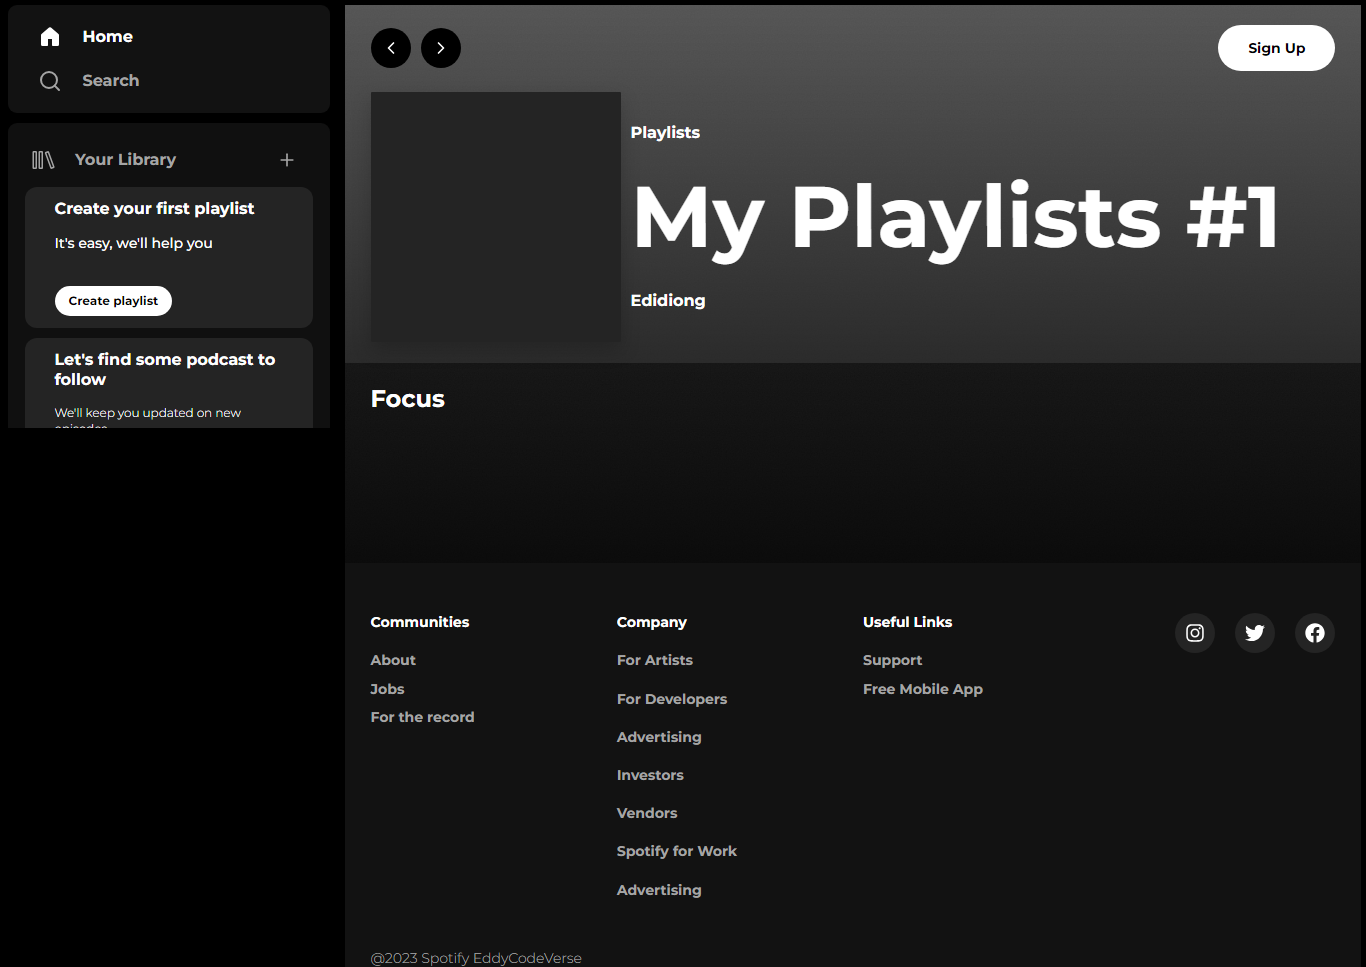 Home
Search
Your Library
Create your first playlist
It's easy, we'll help you
Create playlist
Let's find some podcast to
follow
We'll keep you updated on new
episodes
Sign Up
Playlists
My Playlists #1
Edidiong
Focus
Communities
About
Jobs
For the record
Company
For Artists
For Developers
Advertising
Investors
Vendors
Spotify for Work
Advertising
Useful Links
Support
Free Mobile App
@2023 Spotify EddyCodeVerse